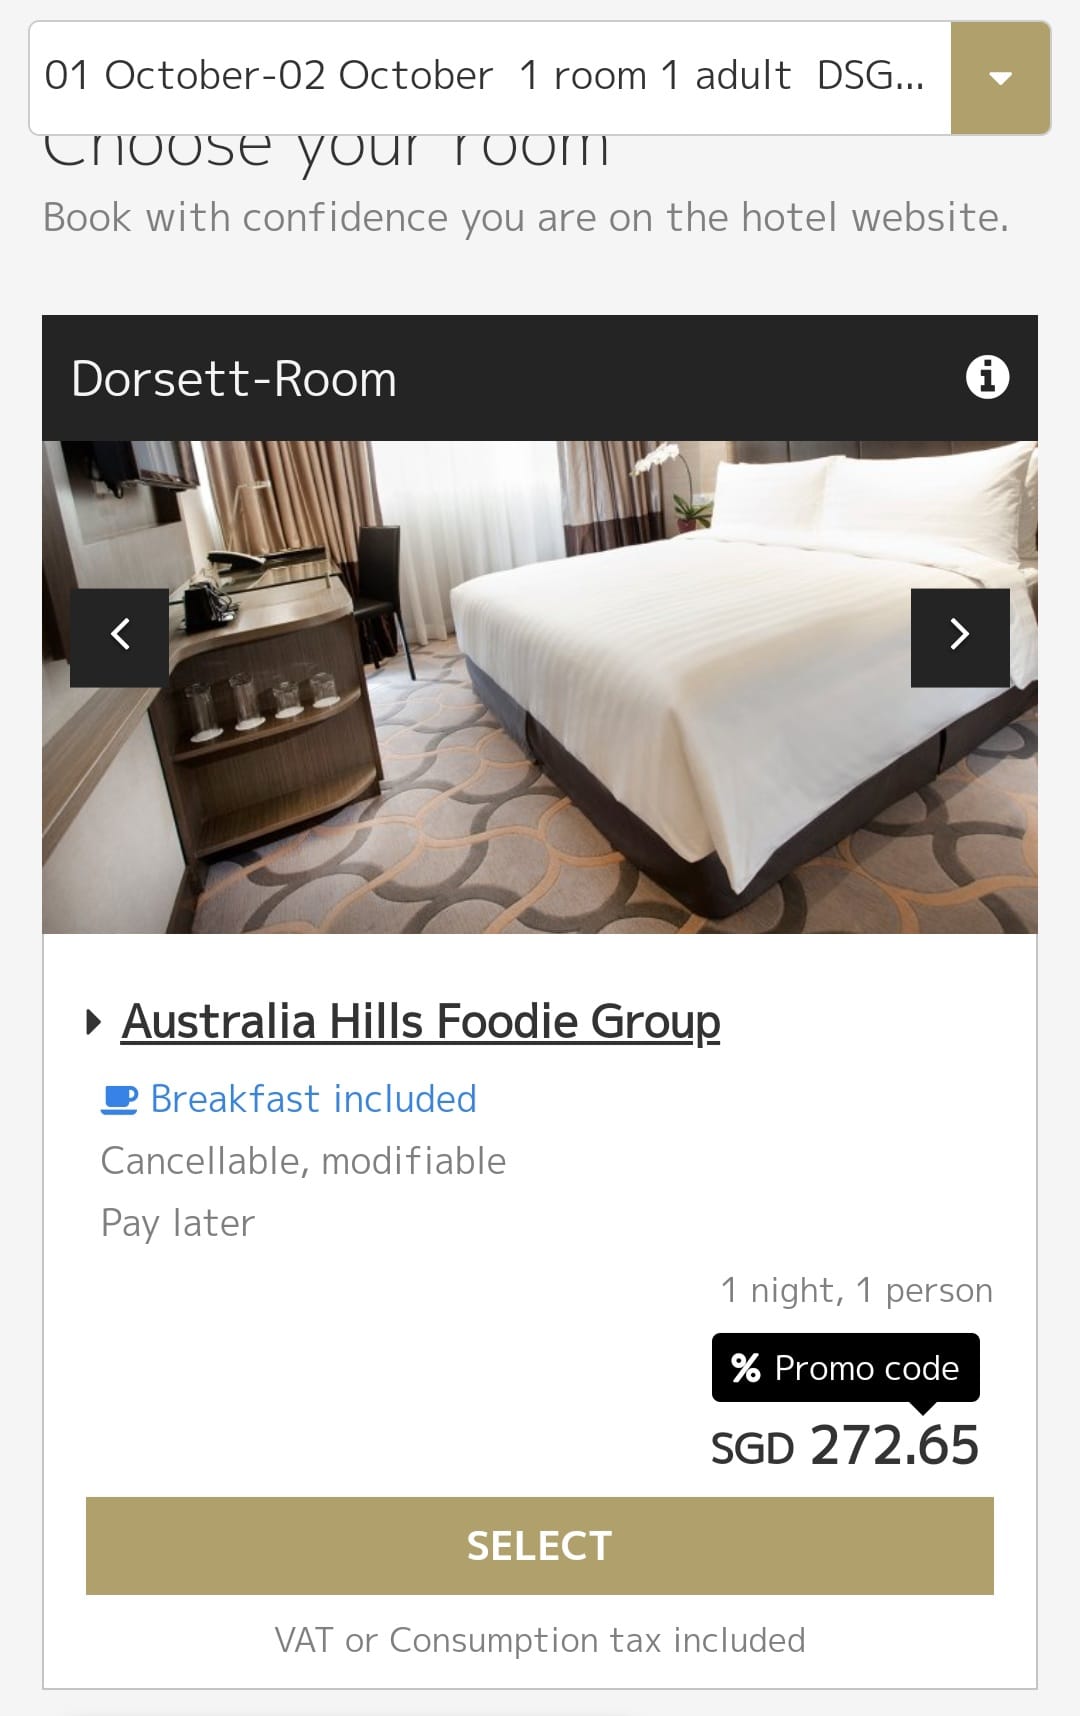 01 October-02 October 1 room 1 adult DSG...
Choose your room
Book with confidence you are on the hotel website.
Dorsett-Room
Australia Hills Foodie Group
Breakfast included
Cancellable, modifiable
Pay later
1 night, 1 person
% Promo code
SGD 272.65
SELECT
VAT or Consumption tax included